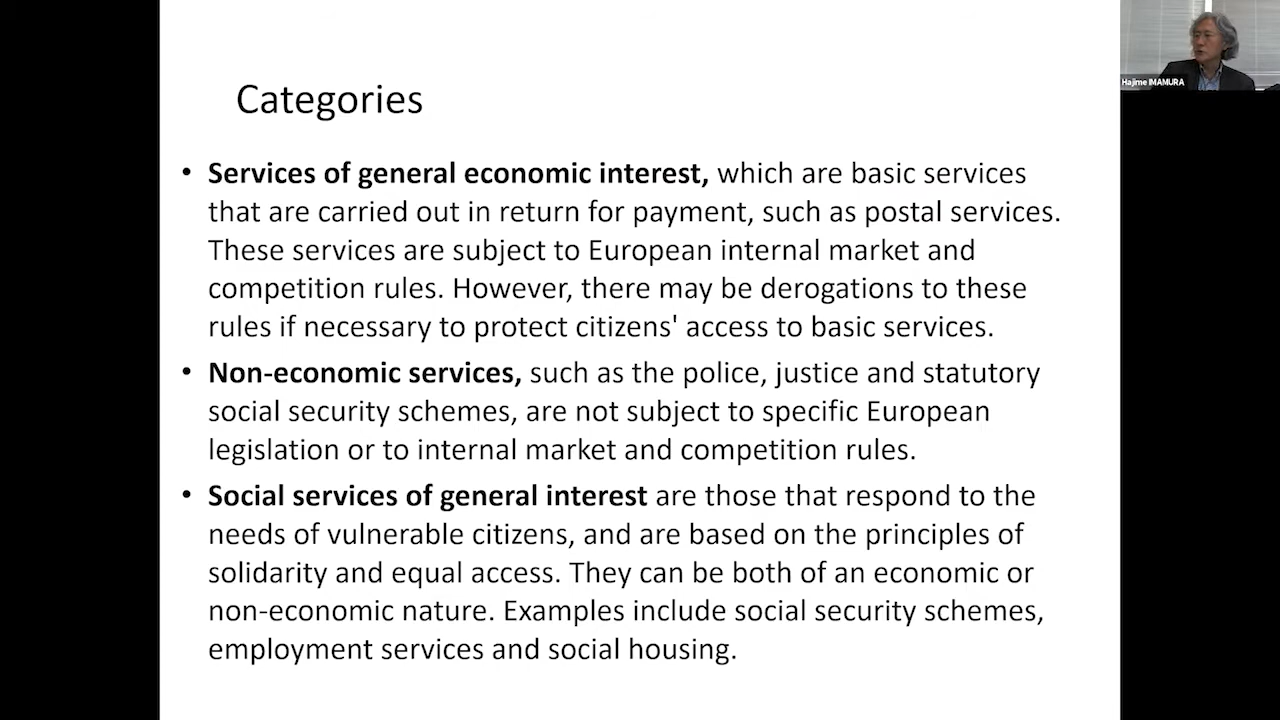 Categories
• Services of general economic interest, which are basic services
that are carried out in return for payment, such as postal services.
These services are subject to European internal market and
competition rules. However, there may be derogations to these
rules if necessary to protect citizens' access to basic services.
• Non-economic services, such as the police, justice and statutory
social security schemes, are not subject to specific European
legislation or to internal market and competition rules.
• Social services of general interest are those that respond to the
needs of vulnerable citizens, and are based on the principles of
solidarity and equal access. They can be both of an economic or
non-economic nature. Examples include social security schemes,
employment services and social housing.
Hajime IMAMURA